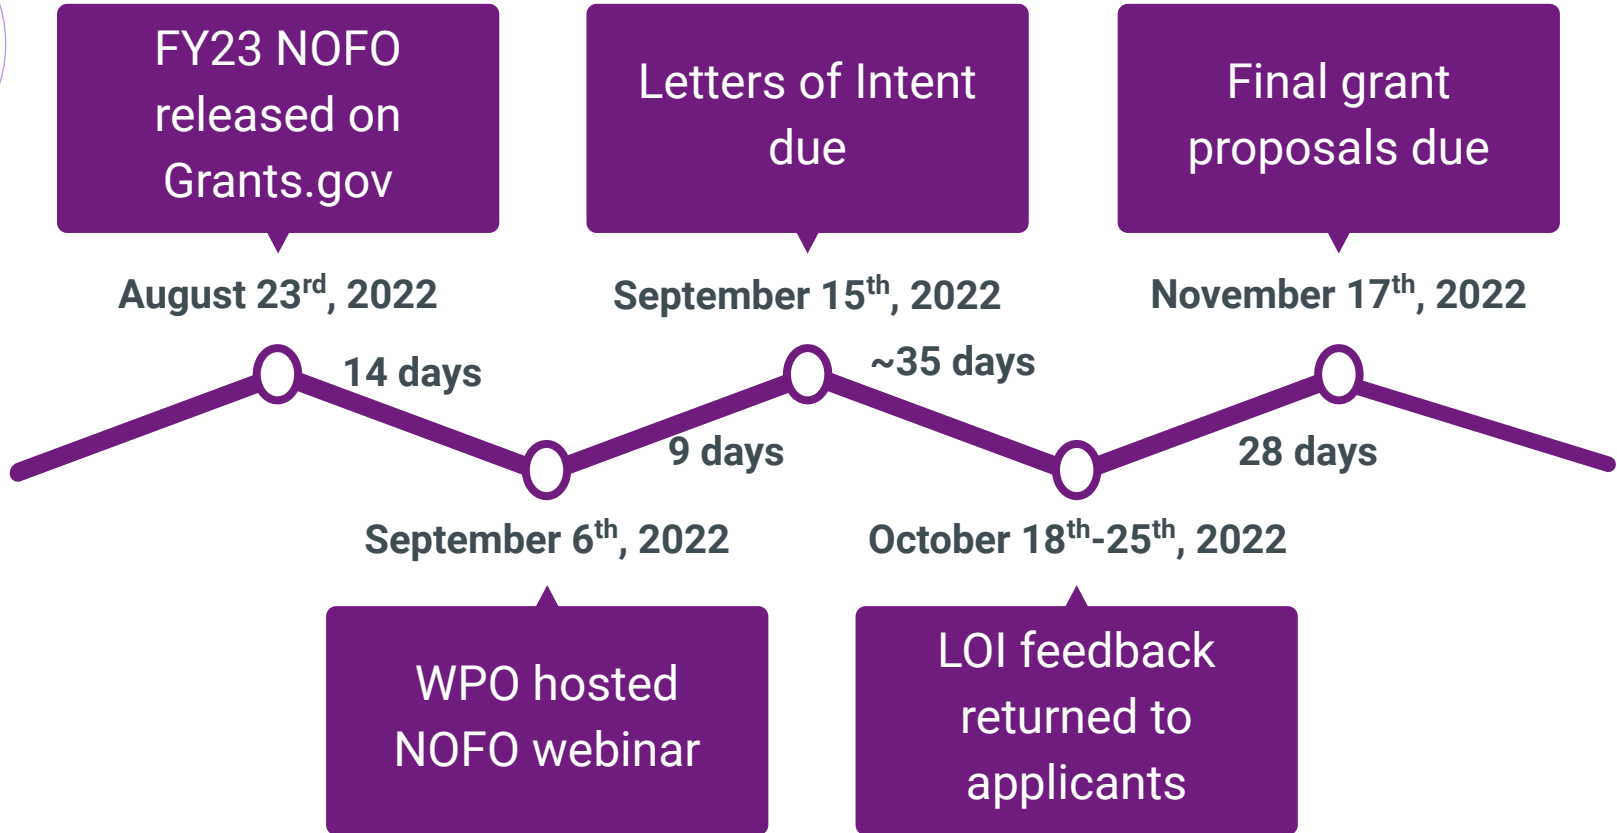 FY23 NOFO
released on
Grants.gov
Letters of Intent
due
Final grant
proposals due
August 23rd, 2022
September 15th, 2022
November 17th, 2022
14 days
~35 days
9 days
28 days
September 6th, 2022
October 18th-25th, 2022
WPO hosted
NOFO webinar
LOI feedback
returned to
applicants